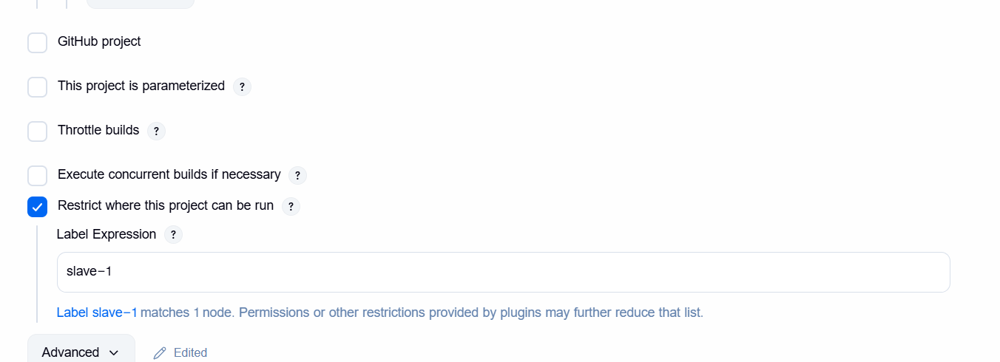 GitHub project
This project is parameterized ?
Throttle builds ?
Execute concurrent builds if necessary ?
Restrict where this project can be run ?
Label Expression ?
slave-1
Label slave-1 matches 1 node. Permissions or other restrictions provided by plugins may further reduce that list.
Advanced Edited